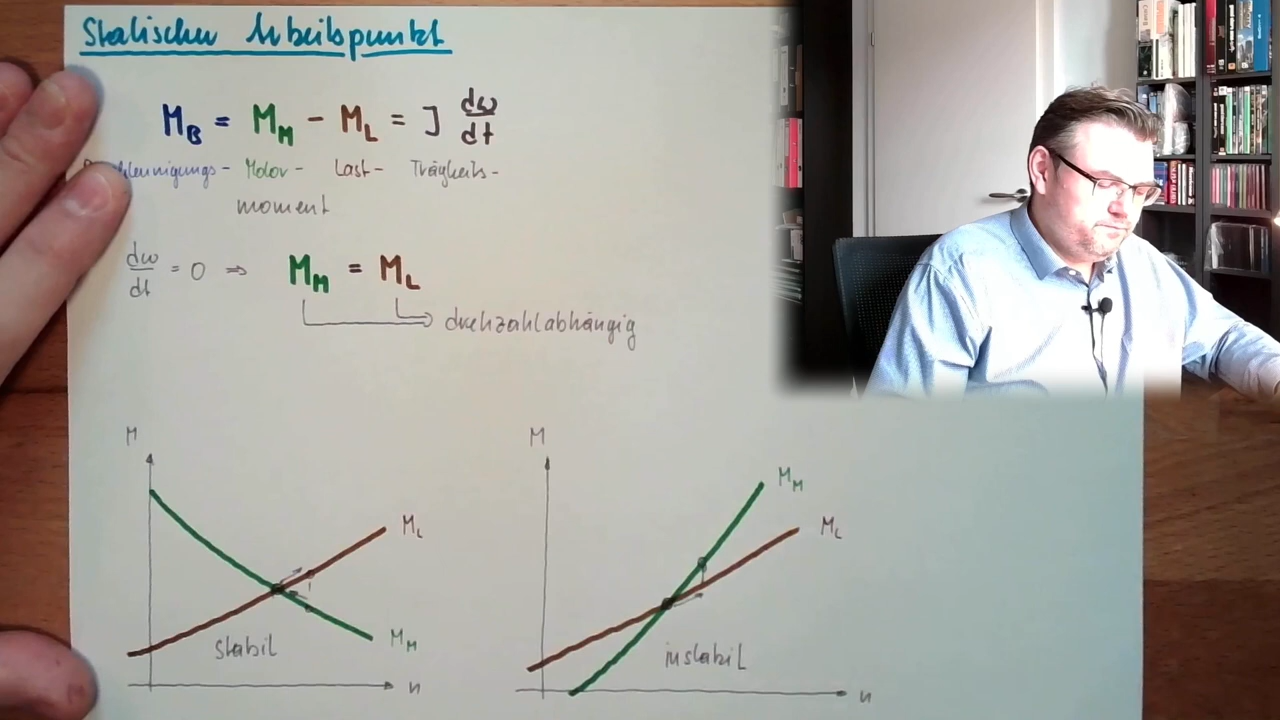 Statischer Arbeitspunkt
M_B = M_M - M_L = J dω/dt
Motor- Last- Trägheits-
moment
dω/dt = 0 ⇒ M_M = M_L
drehzahlabhängig
M M
M_M
M_L M_L
stabil M_M instabil
n n